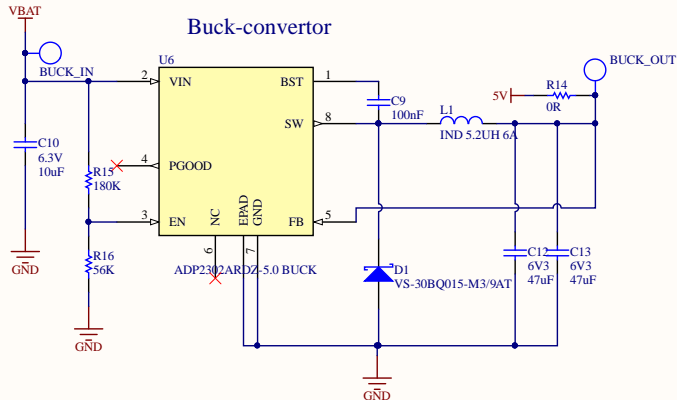 Buck-convertor
VBAT
BUCK_IN
U6
BUCK_OUT
2
VIN
BST
1
R14
5V
0R
C9
100nF
L1
IND 5.2UH 6A
SW
8
C10
6.3V
10uF
4
PGOOD
R15
180K
3
EN
NC
EPAD
GND
FB
5
6
7
R16
56K
ADP2302ARDZ-5.0 BUCK
D1
VS-30BQ015-M3/9AT
C12
6V3
47uF
C13
6V3
47uF
GND
GND
GND